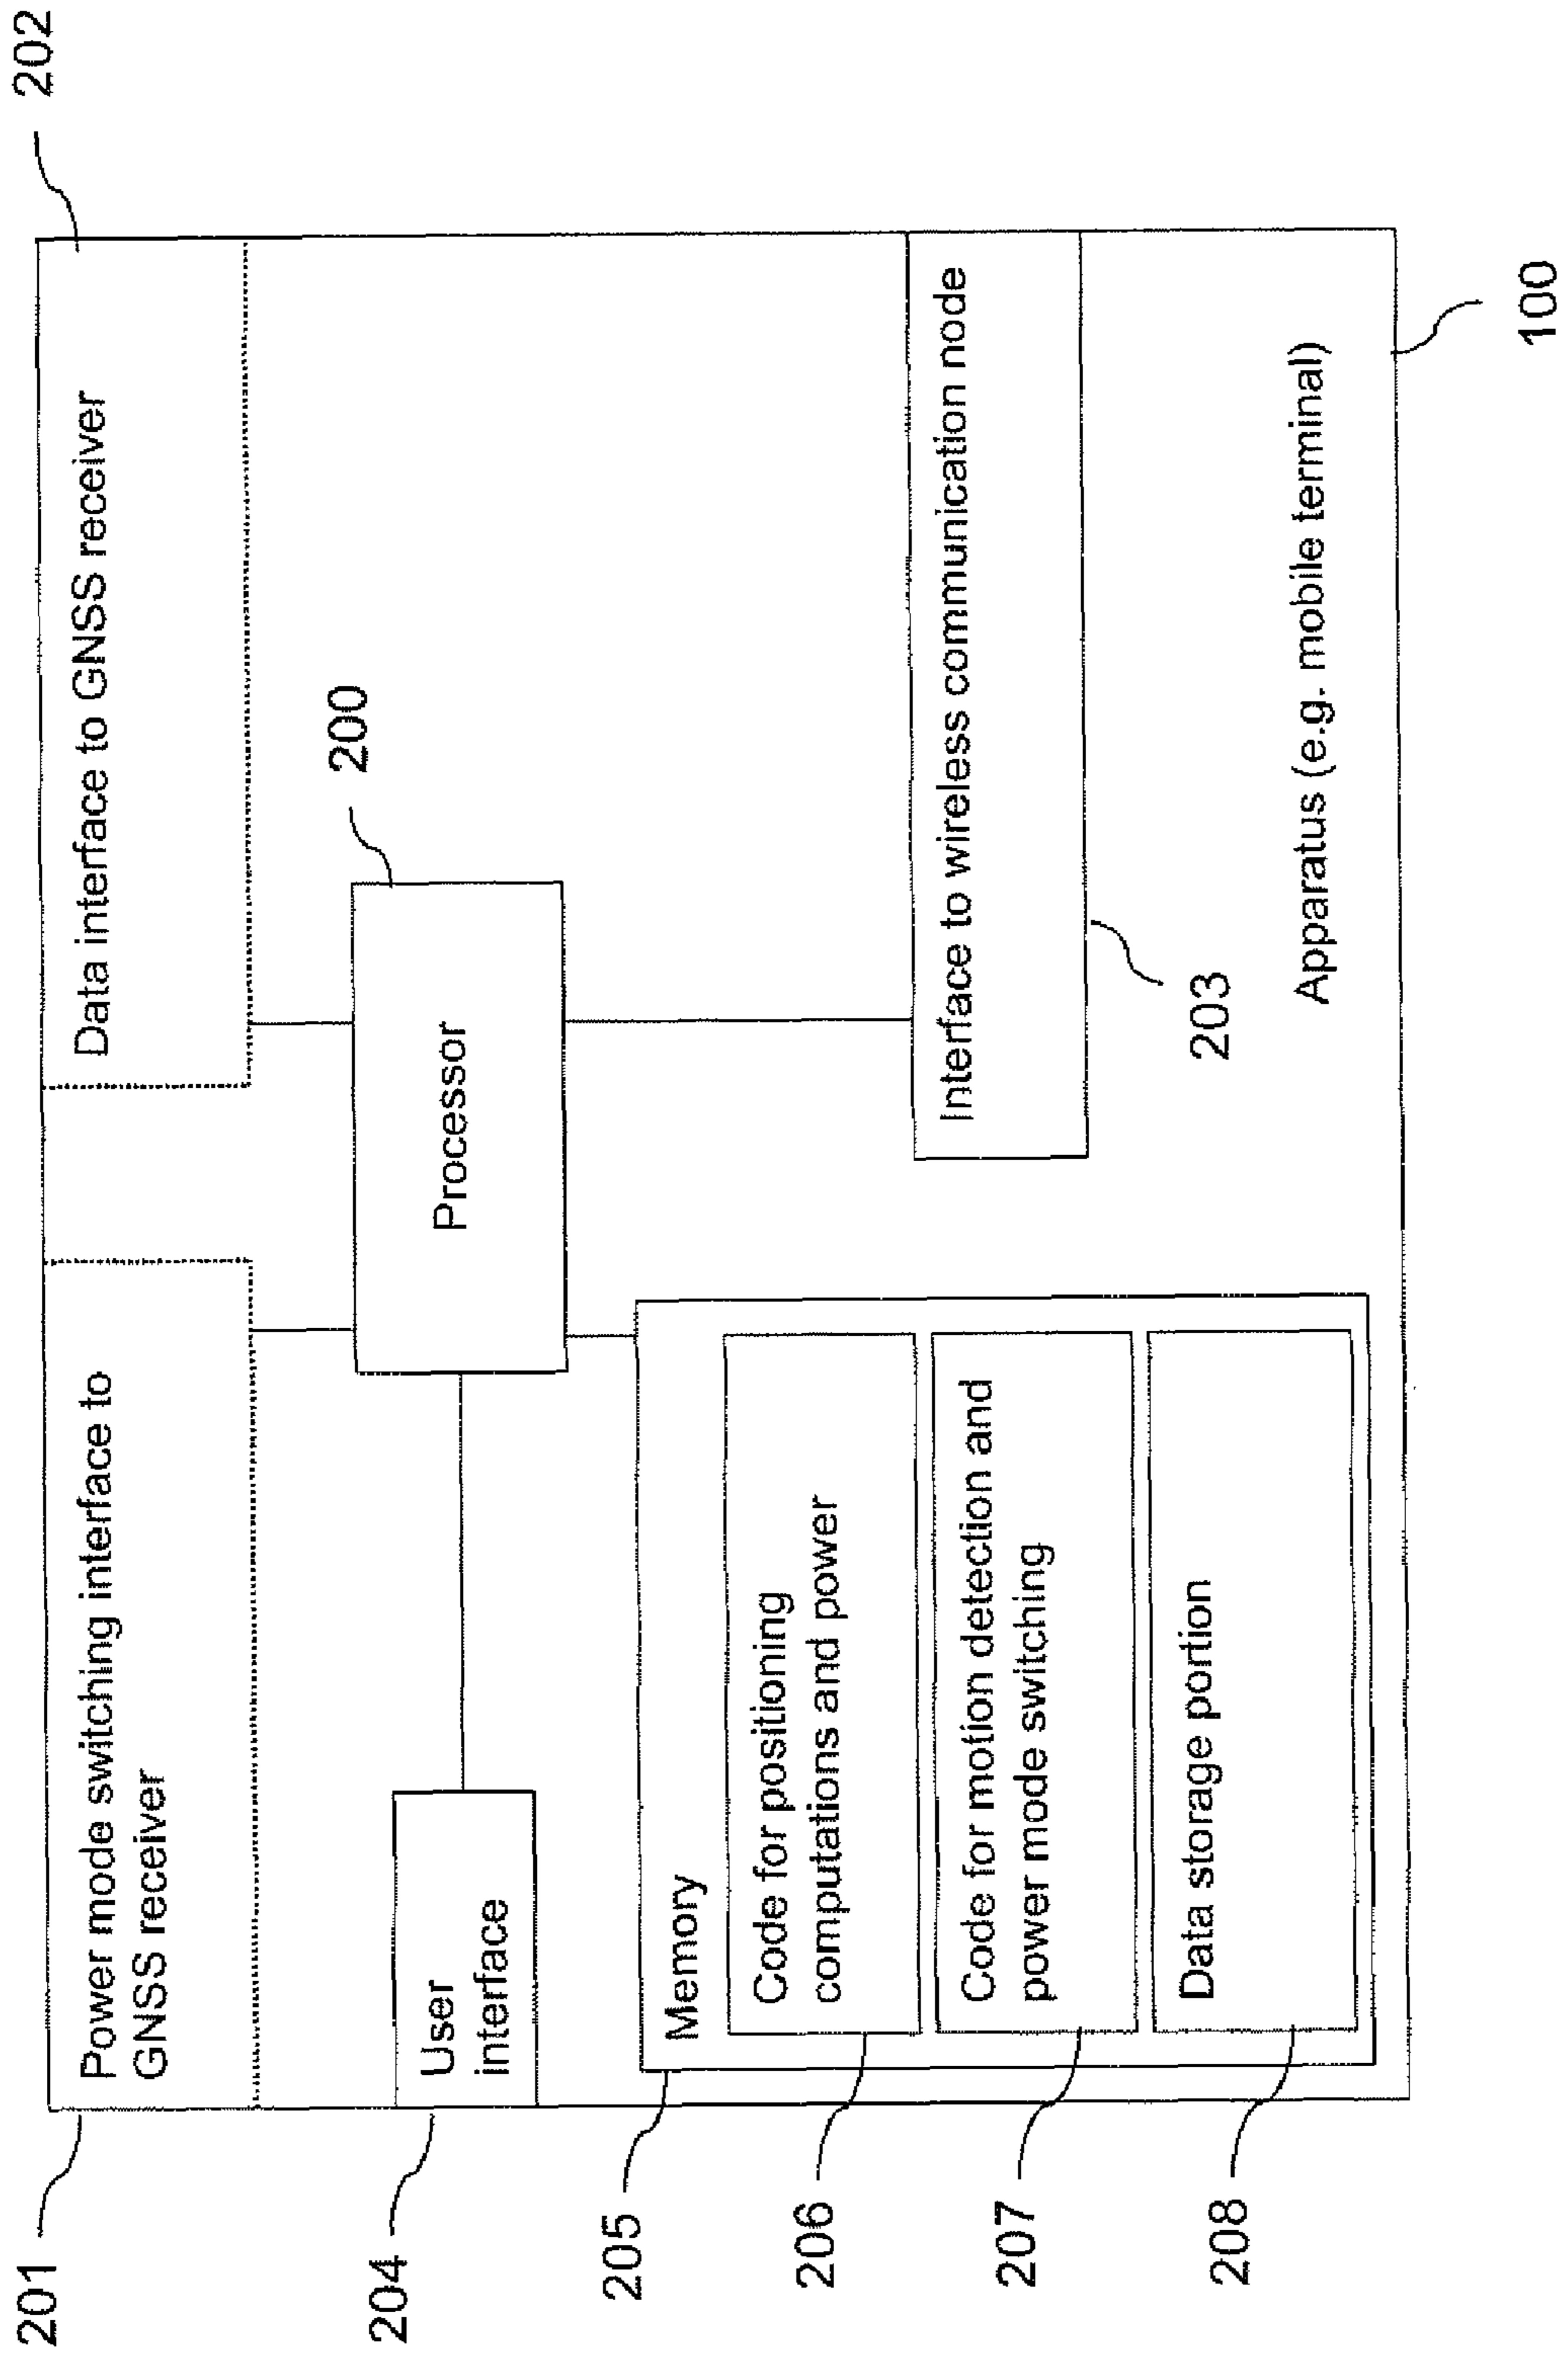 201
202
Power mode switching interface to
GNSS receiver
Data interface to GNSS receiver
200
204
User
interface
Processor
205
Memory
206
Code for positioning
computations and power
207
Code for motion detection and
power mode switching
208
Data storage portion
Interface to wireless communication node
203
Apparatus (e.g. mobile terminal)
100